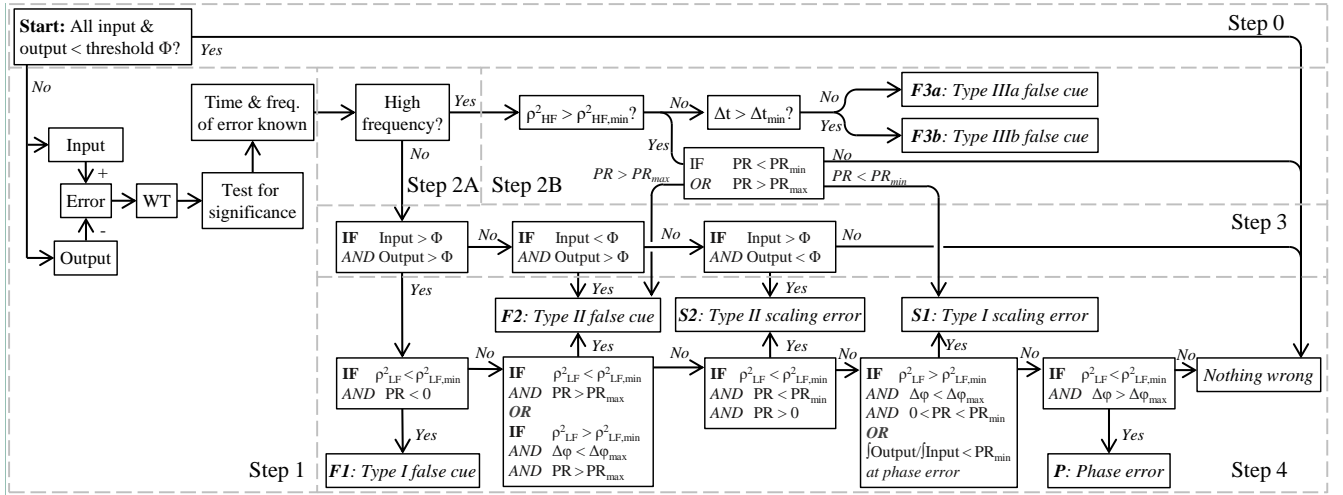 Start: All input &
output < threshold Φ?
Yes
Step 0
No
Time & freq.
of error known
High
frequency?
Yes
ρ²HF > ρ²HF,min?
No
Δt > Δtmin?
No
Yes
F3a: Type IIIa false cue
F3b: Type IIIb false cue
Input
+
Error
-
Output
WT
Test for
significance
No
Step 2A
Step 2B
Yes
PR > PRmax
IF PR < PRmin
OR PR > PRmax
No
PR < PRmin
Step 3
IF Input > Φ
AND Output > Φ
No
IF Input < Φ
AND Output > Φ
No
IF Input > Φ
AND Output < Φ
No
Yes
Yes
Yes
F2: Type II false cue
S2: Type II scaling error
S1: Type I scaling error
Yes
Yes
Yes
IF ρ²LF < ρ²LF,min
AND PR < 0
No
IF ρ²LF < ρ²LF,min
AND PR > PRmax
OR
IF ρ²LF > ρ²LF,min
AND Δφ < Δφmax
AND PR > PRmax
No
IF ρ²LF < ρ²LF,min
AND PR < PRmin
AND PR > 0
No
IF ρ²LF > ρ²LF,min
AND Δφ < Δφmax
AND 0 < PR < PRmin
OR
∫Output/∫Input < PRmin
at phase error
No
IF ρ²LF < ρ²LF,min
AND Δφ > Δφmax
No
Nothing wrong
Yes
Yes
Step 1
F1: Type I false cue
P: Phase error
Step 4